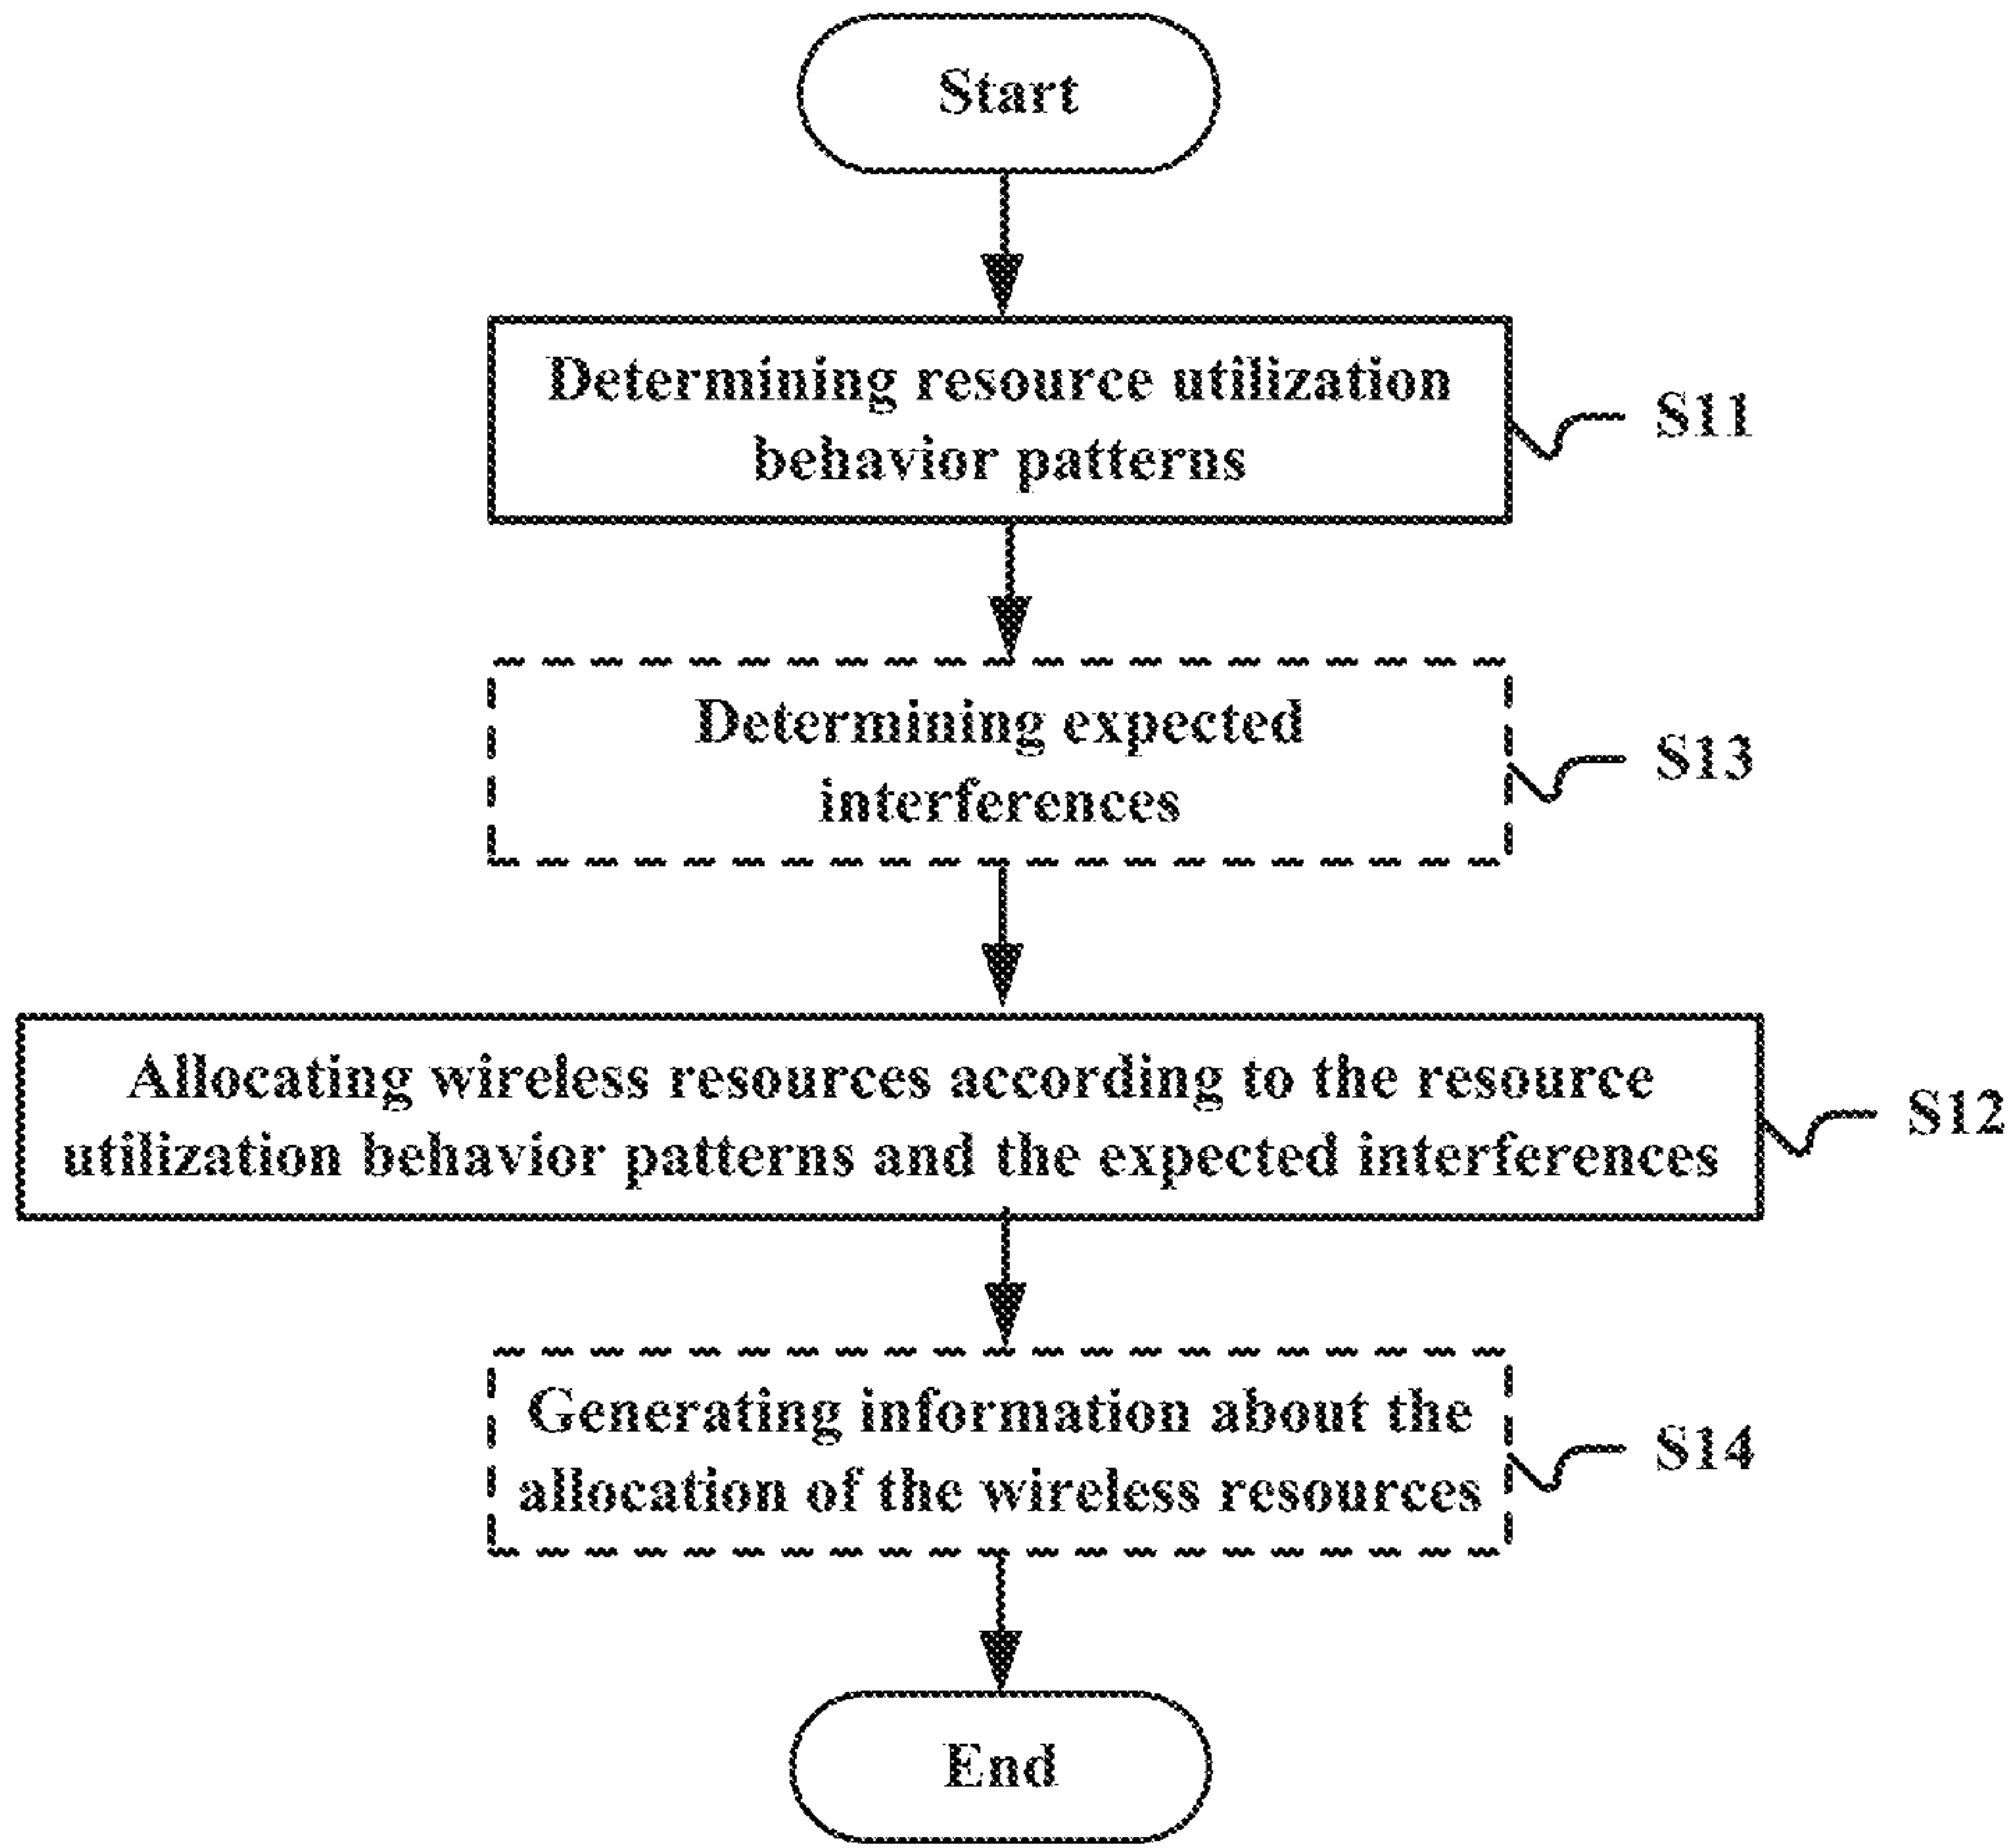 Start
Determining resource utilization
behavior patterns
S11
Determining expected
interferences
S13
Allocating wireless resources according to the resource
utilization behavior patterns and the expected interferences
S12
Generating information about the
allocation of the wireless resources
S14
End